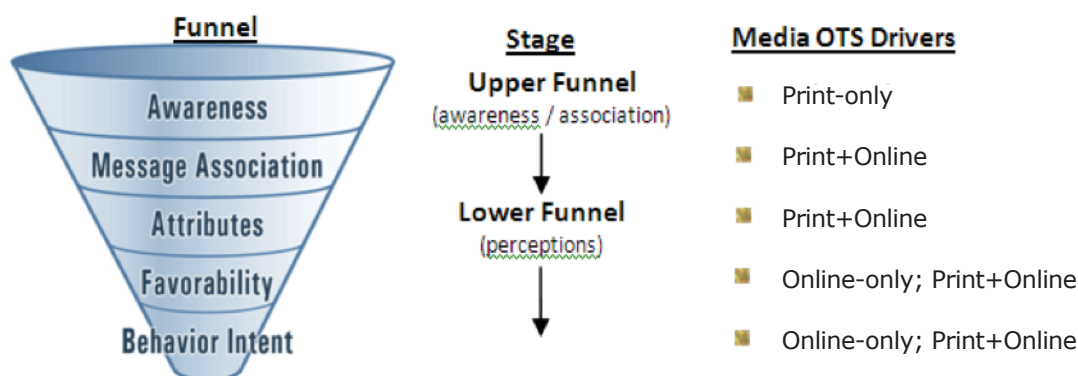 Funnel
Awareness
Message Association
Attributes
Favorability
Behavior Intent
Stage
Upper Funnel
(awareness / association)
Lower Funnel
(perceptions)
Media OTS Drivers
Print-only
Print+Online
Print+Online
Online-only; Print+Online
Online-only; Print+Online